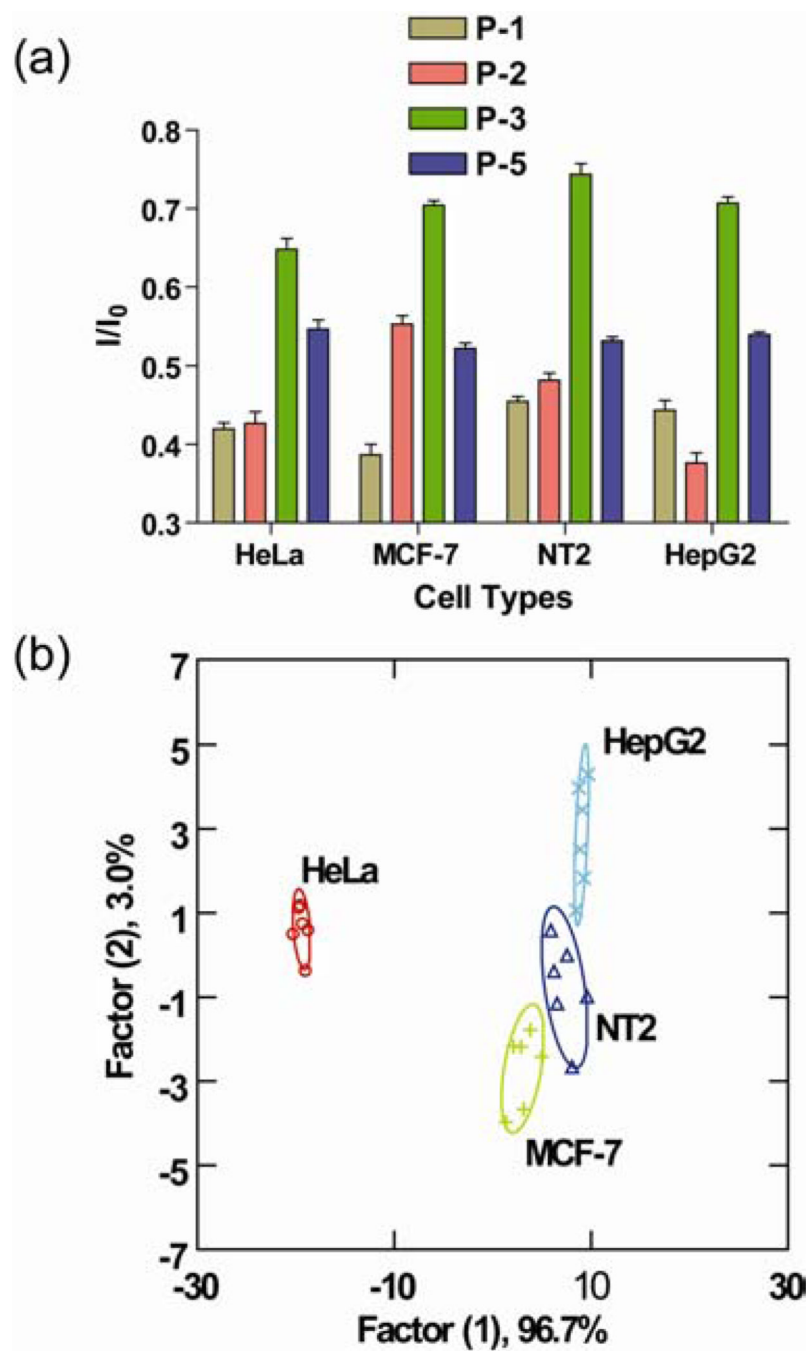 (a)
P-1
P-2
P-3
P-5
0.8
0.7
0.6
0.5
0.4
0.3
I/I0
HeLa MCF-7 NT2 HepG2
Cell Types
(b)
7
5
3
1
-1
-3
-5
-7
Factor (2), 3.0%
HepG2
HeLa
NT2
MCF-7
-30 -10 10 30
Factor (1), 96.7%